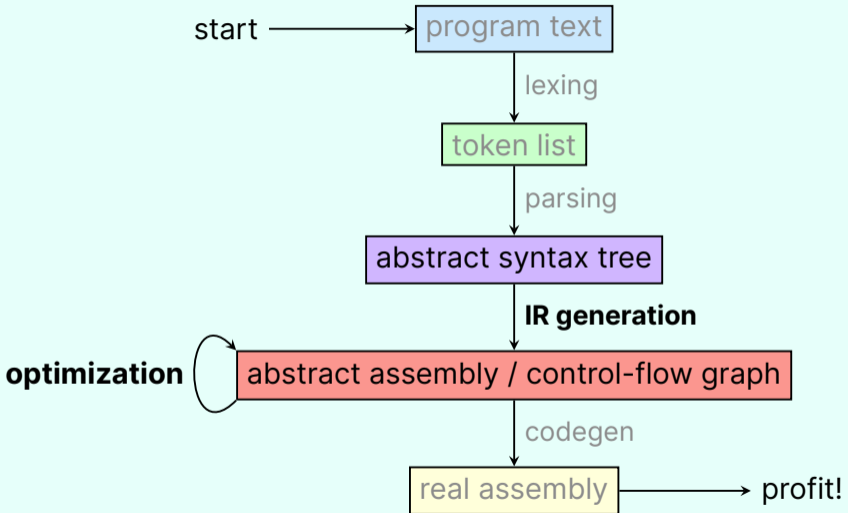 start
program text
lexing
token list
parsing
abstract syntax tree
IR generation
optimization
abstract assembly / control-flow graph
codegen
real assembly
profit!